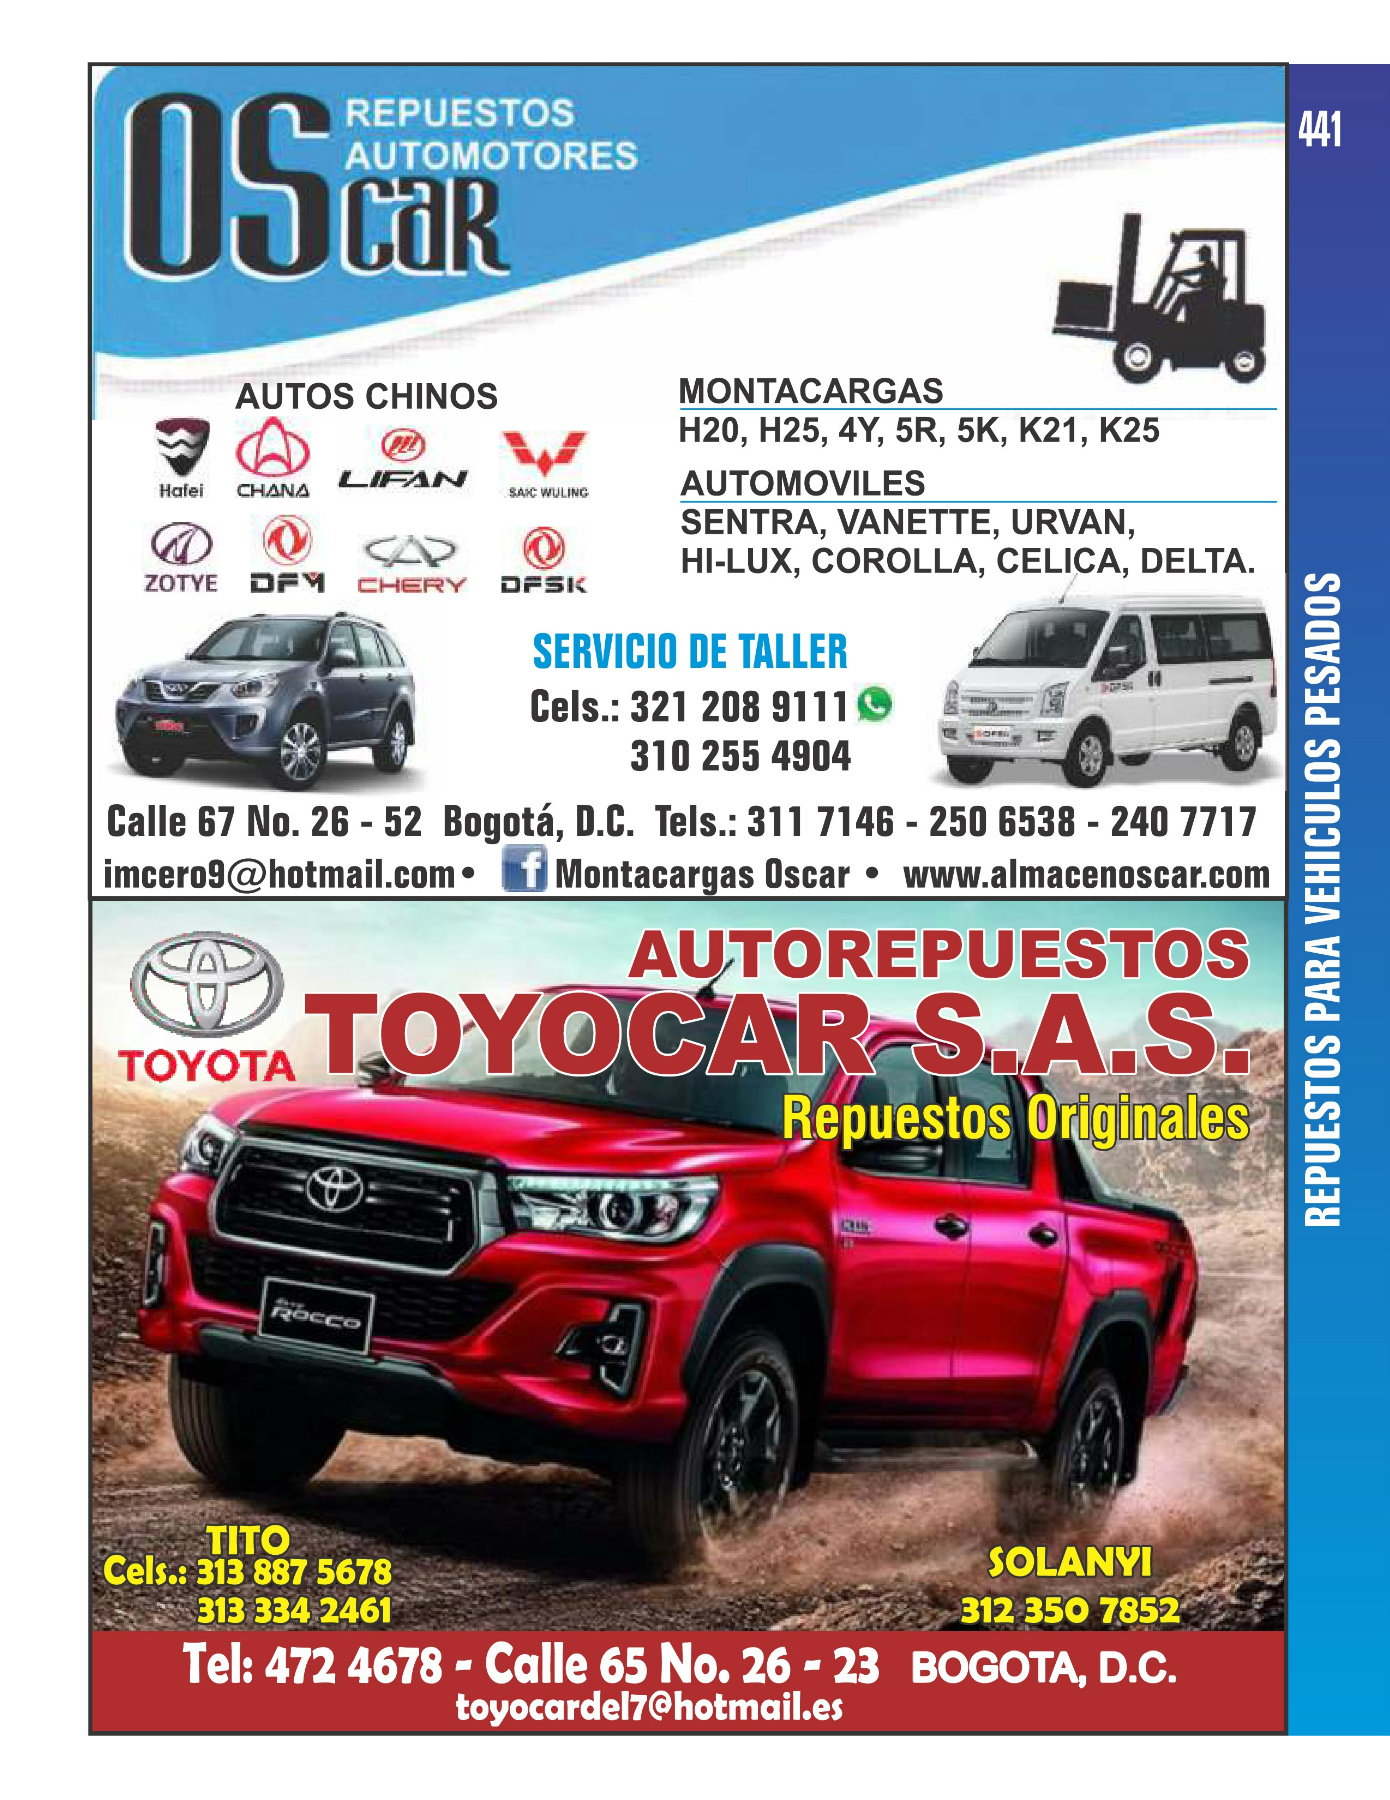 OScar
REPUESTOS
AUTOMOTORES
441
AUTOS CHINOS
Hafei
CHANA
LIFAN
SAIC WULING
ZOTYE
DFM
CHERY
DFSK
MONTACARGAS
H20, H25, 4Y, 5R, 5K, K21, K25
AUTOMOVILES
SENTRA, VANETTE, URVAN,
HI-LUX, COROLLA, CELICA, DELTA.
SERVICIO DE TALLER
Cels.: 321 208 9111
310 255 4904
DFSK
Calle 67 No. 26 - 52 Bogotá, D.C. Tels.: 311 7146 - 250 6538 - 240 7717
imcero9@hotmail.com • f Montacargas Oscar • www.almacenoscar.com
REPUESTOS PARA VEHICULOS PESADOS
TOYOTA
AUTOREPUESTOS
TOYOCAR S.A.S.
Repuestos Originales
ROCCO
TITO
Cels.: 313 887 5678
313 334 2461
SOLANYI
312 350 7852
Tel: 472 4678 - Calle 65 No. 26 - 23 BOGOTA, D.C.
toyocardel7@hotmail.es